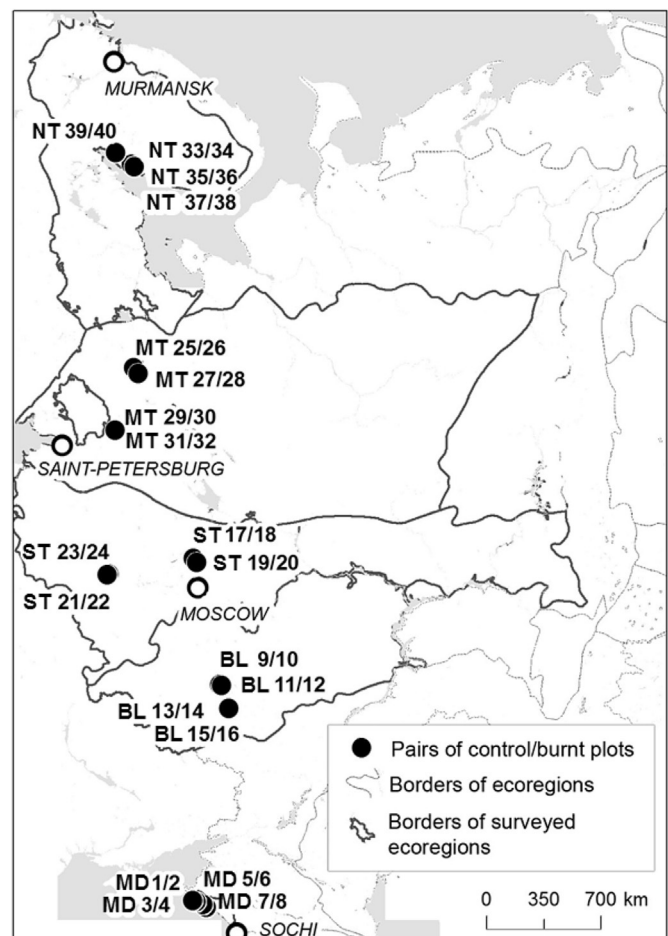 MURMANSK
NT 39/40
NT 33/34
NT 35/36
NT 37/38
MT 25/26
MT 27/28
MT 29/30
MT 31/32
SAINT-PETERSBURG
ST 17/18
ST 23/24
ST 19/20
ST 21/22
MOSCOW
BL 9/10
BL 11/12
BL 13/14
BL 15/16
Pairs of control/burnt plots
Borders of ecoregions
Borders of surveyed
ecoregions
MD 1/2
MD 5/6
MD 3/4
MD 7/8
0 350 700 km
SOCHI